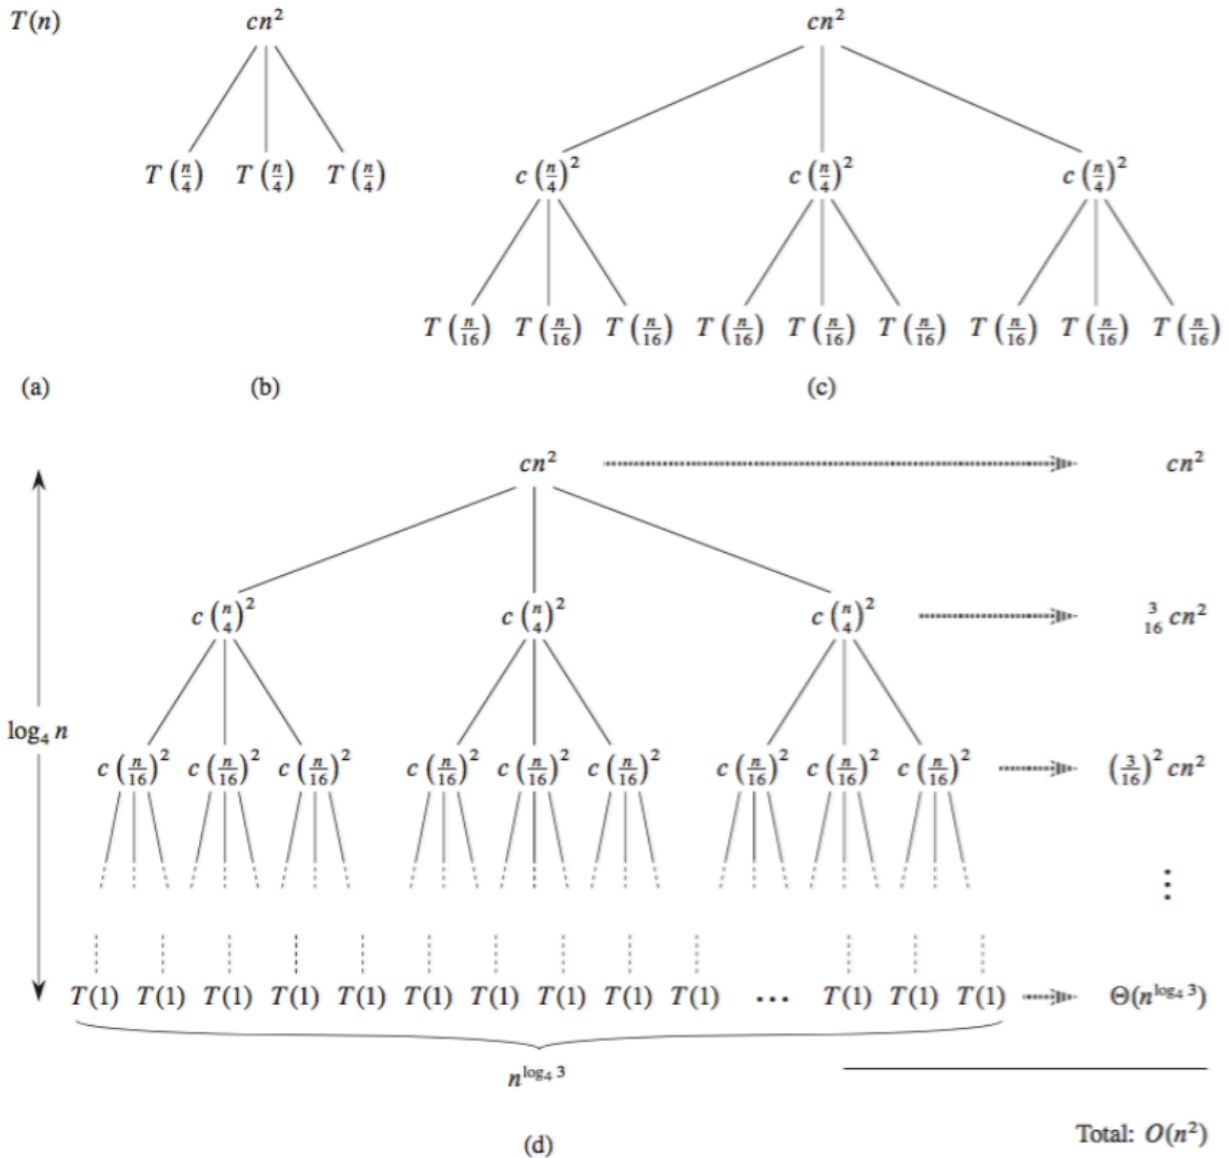 T(n) cn² cn²
T(n/4) T(n/4) T(n/4) c(n/4)² c(n/4)² c(n/4)²
T(n/16) T(n/16) T(n/16) T(n/16) T(n/16) T(n/16) T(n/16) T(n/16) T(n/16)
(a) (b) (c)
cn² cn²
c(n/4)² c(n/4)² c(n/4)² 3/16 cn²
log₄ n
c(n/16)² c(n/16)² c(n/16)² c(n/16)² c(n/16)² c(n/16)² c(n/16)² c(n/16)² c(n/16)² (3/16)² cn²
⋮
T(1) T(1) T(1) T(1) T(1) T(1) T(1) T(1) T(1) T(1) ... T(1) T(1) T(1) Θ(n^{log₄ 3})
n^{log₄ 3}
(d) Total: O(n²)